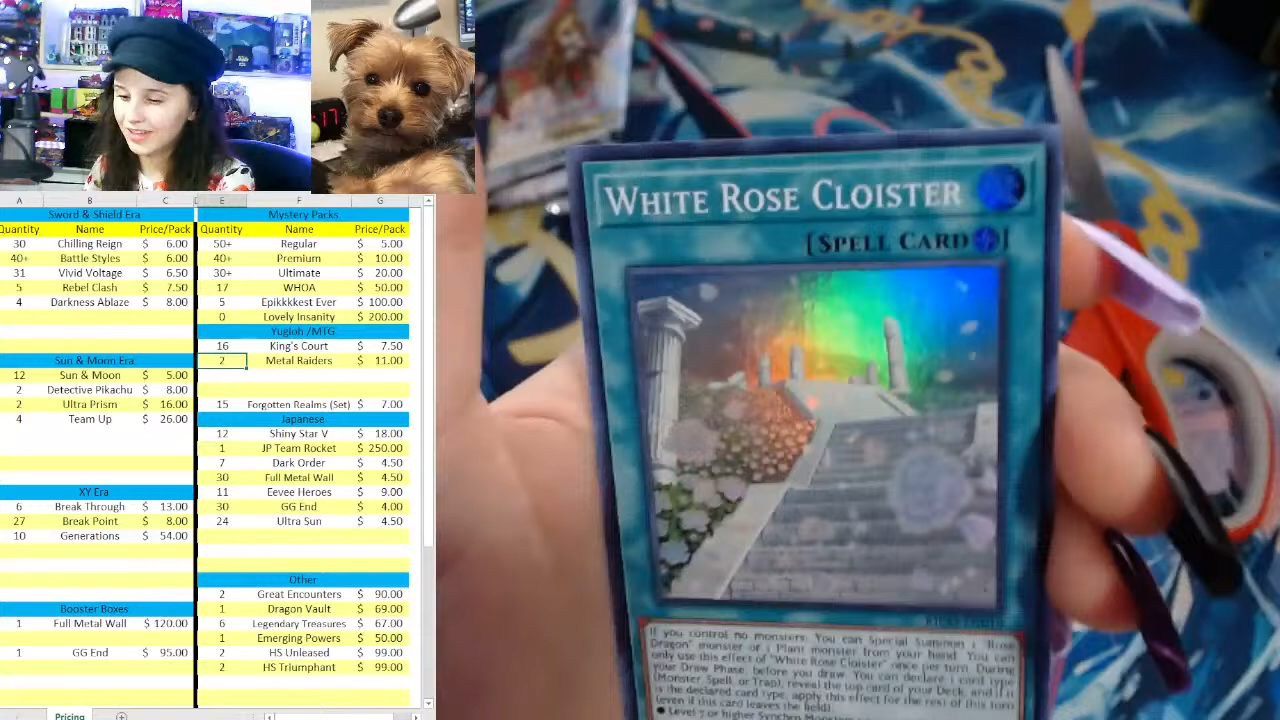 A B C E F G
Sword & Shield Era
Quantity Name Price/Pack
30 Chilling Reign $ 6.00
40+ Battle Styles $ 6.00
31 Vivid Voltage $ 6.50
5 Rebel Clash $ 7.50
4 Darkness Ablaze $ 8.00
Sun & Moon Era
12 Sun & Moon $ 5.00
2 Detective Pikachu $ 8.00
2 Ultra Prism $ 16.00
4 Team Up $ 26.00
XY Era
6 Break Through $ 13.00
27 Break Point $ 8.00
10 Generations $ 54.00
Booster Boxes
1 Full Metal Wall $ 120.00
1 GG End $ 95.00
Mystery Packs
Quantity Name Price/Pack
50+ Regular $ 5.00
40+ Premium $ 10.00
30+ Ultimate $ 20.00
17 WHOA $ 50.00
5 Epikkkkest Ever $ 100.00
0 Lovely Insanity $ 200.00
Yugioh /MTG
16 King's Court $ 7.50
2 Metal Raiders $ 11.00
15 Forgotten Realms (Set) $ 7.00
Japanese
12 Shiny Star V $ 18.00
1 JP Team Rocket $ 250.00
7 Dark Order $ 4.50
30 Full Metal Wall $ 4.50
11 Eevee Heroes $ 9.00
30 GG End $ 4.00
24 Ultra Sun $ 4.50
Other
2 Great Encounters $ 90.00
1 Dragon Vault $ 69.00
6 Legendary Treasures $ 67.00
1 Emerging Powers $ 50.00
2 HS Unleased $ 99.00
2 HS Triumphant $ 99.00
Pricing
WHITE ROSE CLOISTER
[SPELL CARD ]
If you control no monsters: You can Special Summon 1 "Rose
Dragon" monster or 1 Plant monster from your hand. You can
only use this effect of "White Rose Cloister" once per turn. During
your Draw Phase, before you draw: You can declare 1 card type
(Monster, Spell, or Trap), reveal the top card of your Deck, and if it
is the declared card type, apply this effect for the rest of this turn
(even if this card leaves the field).
● Level 7 or higher Synchro